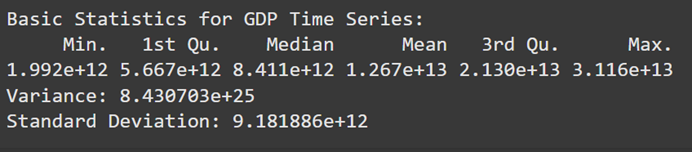 Basic Statistics for GDP Time Series:
Min. 1st Qu. Median Mean 3rd Qu. Max.
1.992e+12 5.667e+12 8.411e+12 1.267e+13 2.130e+13 3.116e+13
Variance: 8.430703e+25
Standard Deviation: 9.181886e+12